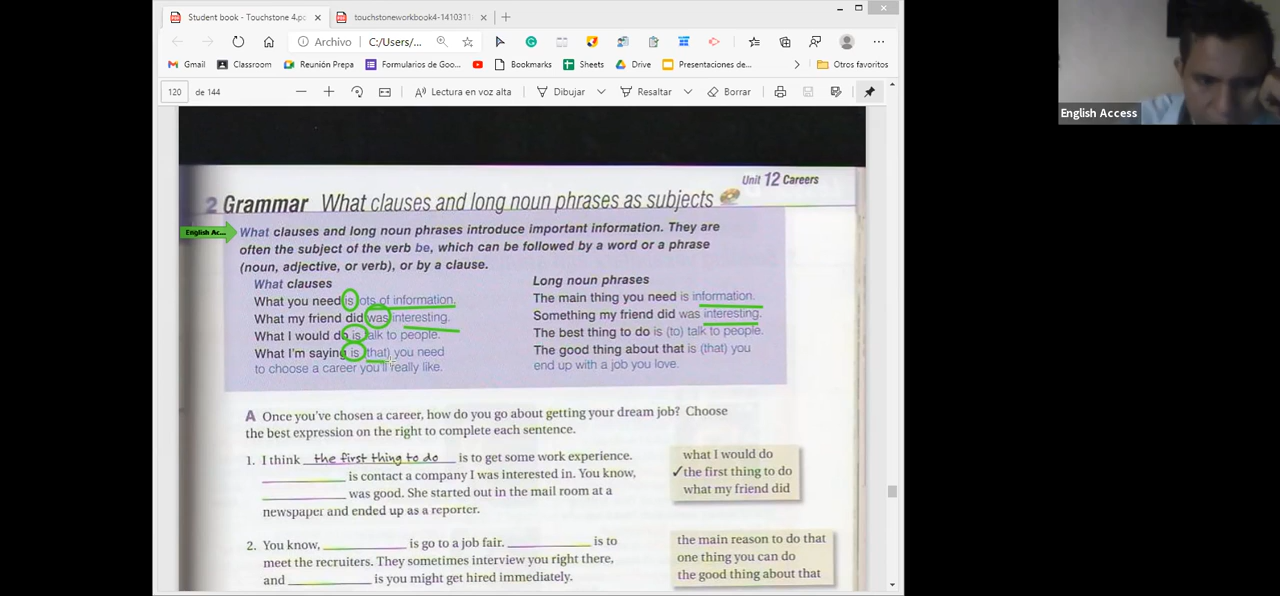 Student book - Touchstone 4.pc
touchstoneworkbook4-1410311
Archivo
C:/Users/...
Gmail
Classroom
Reunión Prepa
Formularios de Goo...
Bookmarks
Sheets
Drive
Presentaciones de...
Otros favoritos
120 de 144
Lectura en voz alta
Dibujar
Resaltar
Borrar
English Access
Unit 12 Careers
2 Grammar What clauses and long noun phrases as subjects
English Ac...
What clauses and long noun phrases introduce important information. They are
often the subject of the verb be, which can be followed by a word or a phrase
(noun, adjective, or verb), or by a clause.
What clauses
What you need is lots of information.
What my friend did was interesting.
What I would do is talk to people.
What I'm saying is (that) you need
to choose a career you'll really like.
Long noun phrases
The main thing you need is information.
Something my friend did was interesting.
The best thing to do is (to) talk to people.
The good thing about that is (that) you
end up with a job you love.
A Once you've chosen a career, how do you go about getting your dream job? Choose
the best expression on the right to complete each sentence.
1. I think the first thing to do is to get some work experience.
is contact a company I was interested in. You know,
was good. She started out in the mail room at a
newspaper and ended up as a reporter.
what I would do
✓the first thing to do
what my friend did
2. You know, ____________ is go to a job fair. ____________ is to
meet the recruiters. They sometimes interview you right there,
and ____________ is you might get hired immediately.
the main reason to do that
one thing you can do
the good thing about that